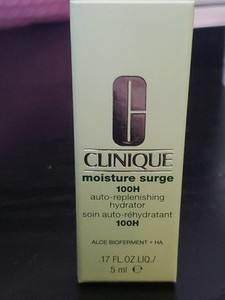 CLINIQUE
moisture surge
100H
auto-replenishing
hydrator
soin auto-réhydratant
100H
ALOE BIOFERMENT + HA
.17 FL.OZ.LIQ./
5 ml ℮